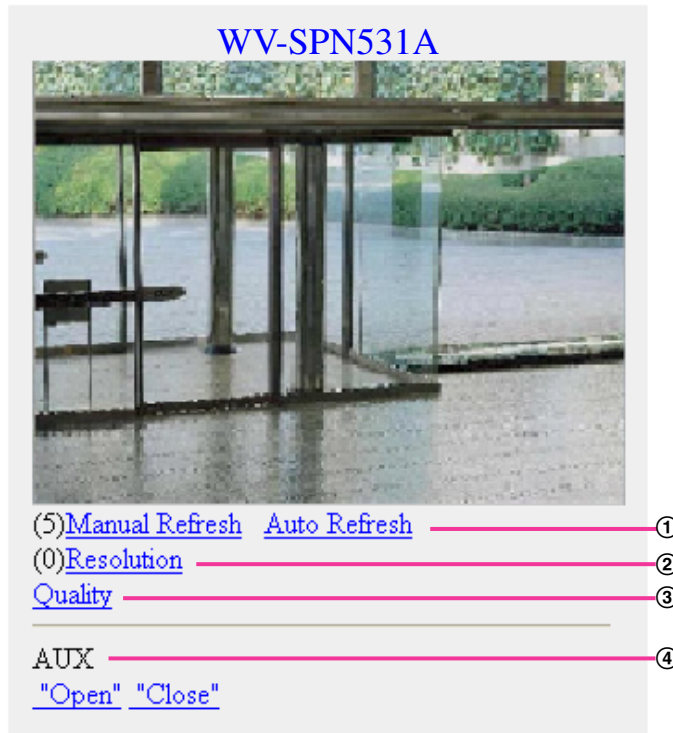 WV-SPN531A
(5)Manual Refresh Auto Refresh ①
(0)Resolution ②
Quality ③
AUX ④
"Open" "Close"